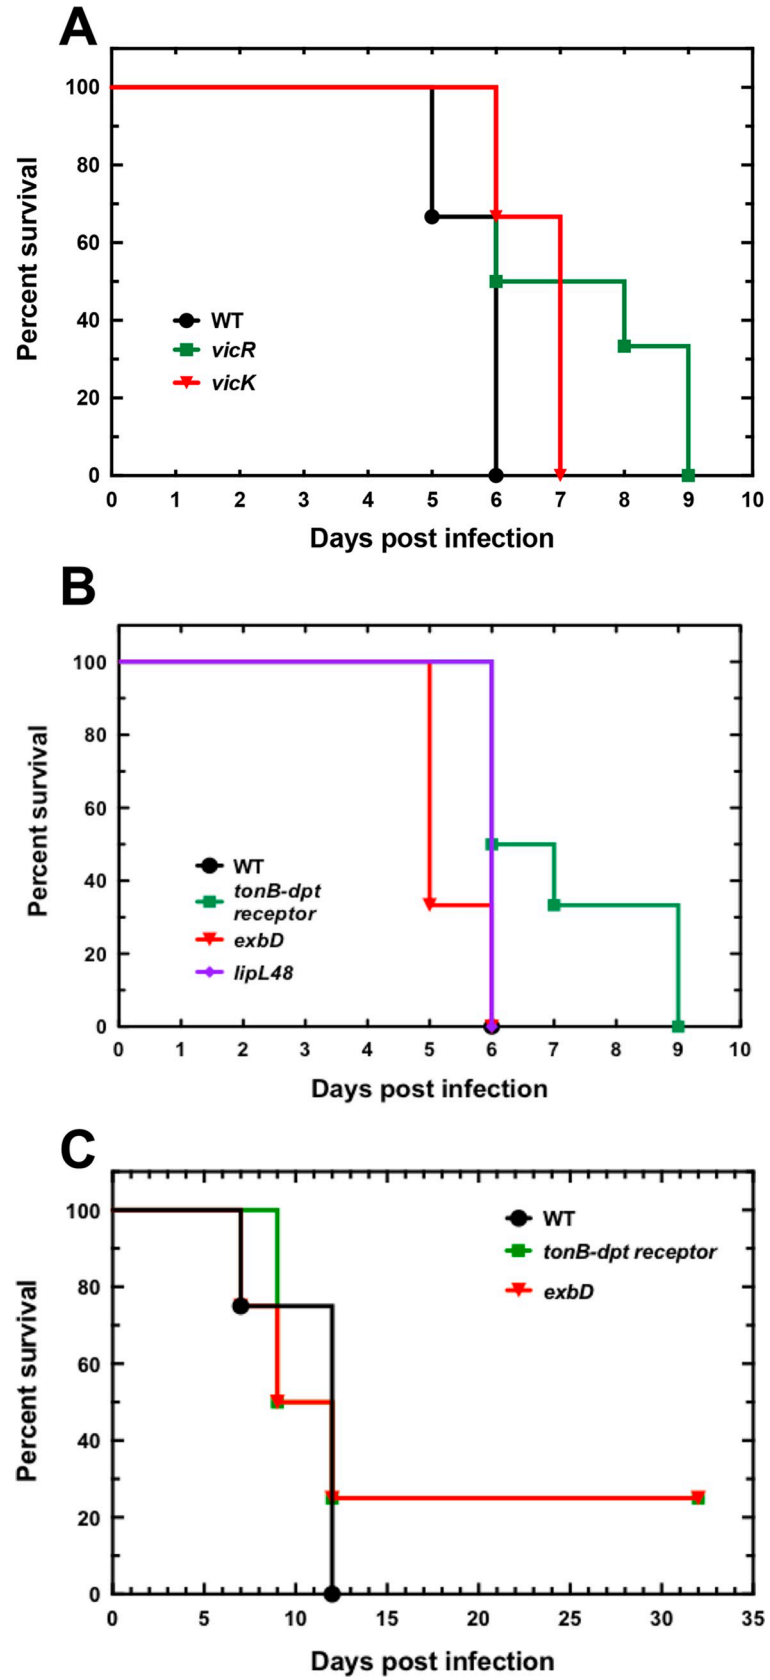 A
Percent survival
100
80
60
40
20
0
WT
vicR
vicK
0 1 2 3 4 5 6 7 8 9 10
Days post infection
B
Percent survival
100
80
60
40
20
0
WT
tonB-dpt
receptor
exbD
lipL48
0 1 2 3 4 5 6 7 8 9 10
Days post infection
C
Percent survival
100
80
60
40
20
0
WT
tonB-dpt receptor
exbD
0 5 10 15 20 25 30 35
Days post infection